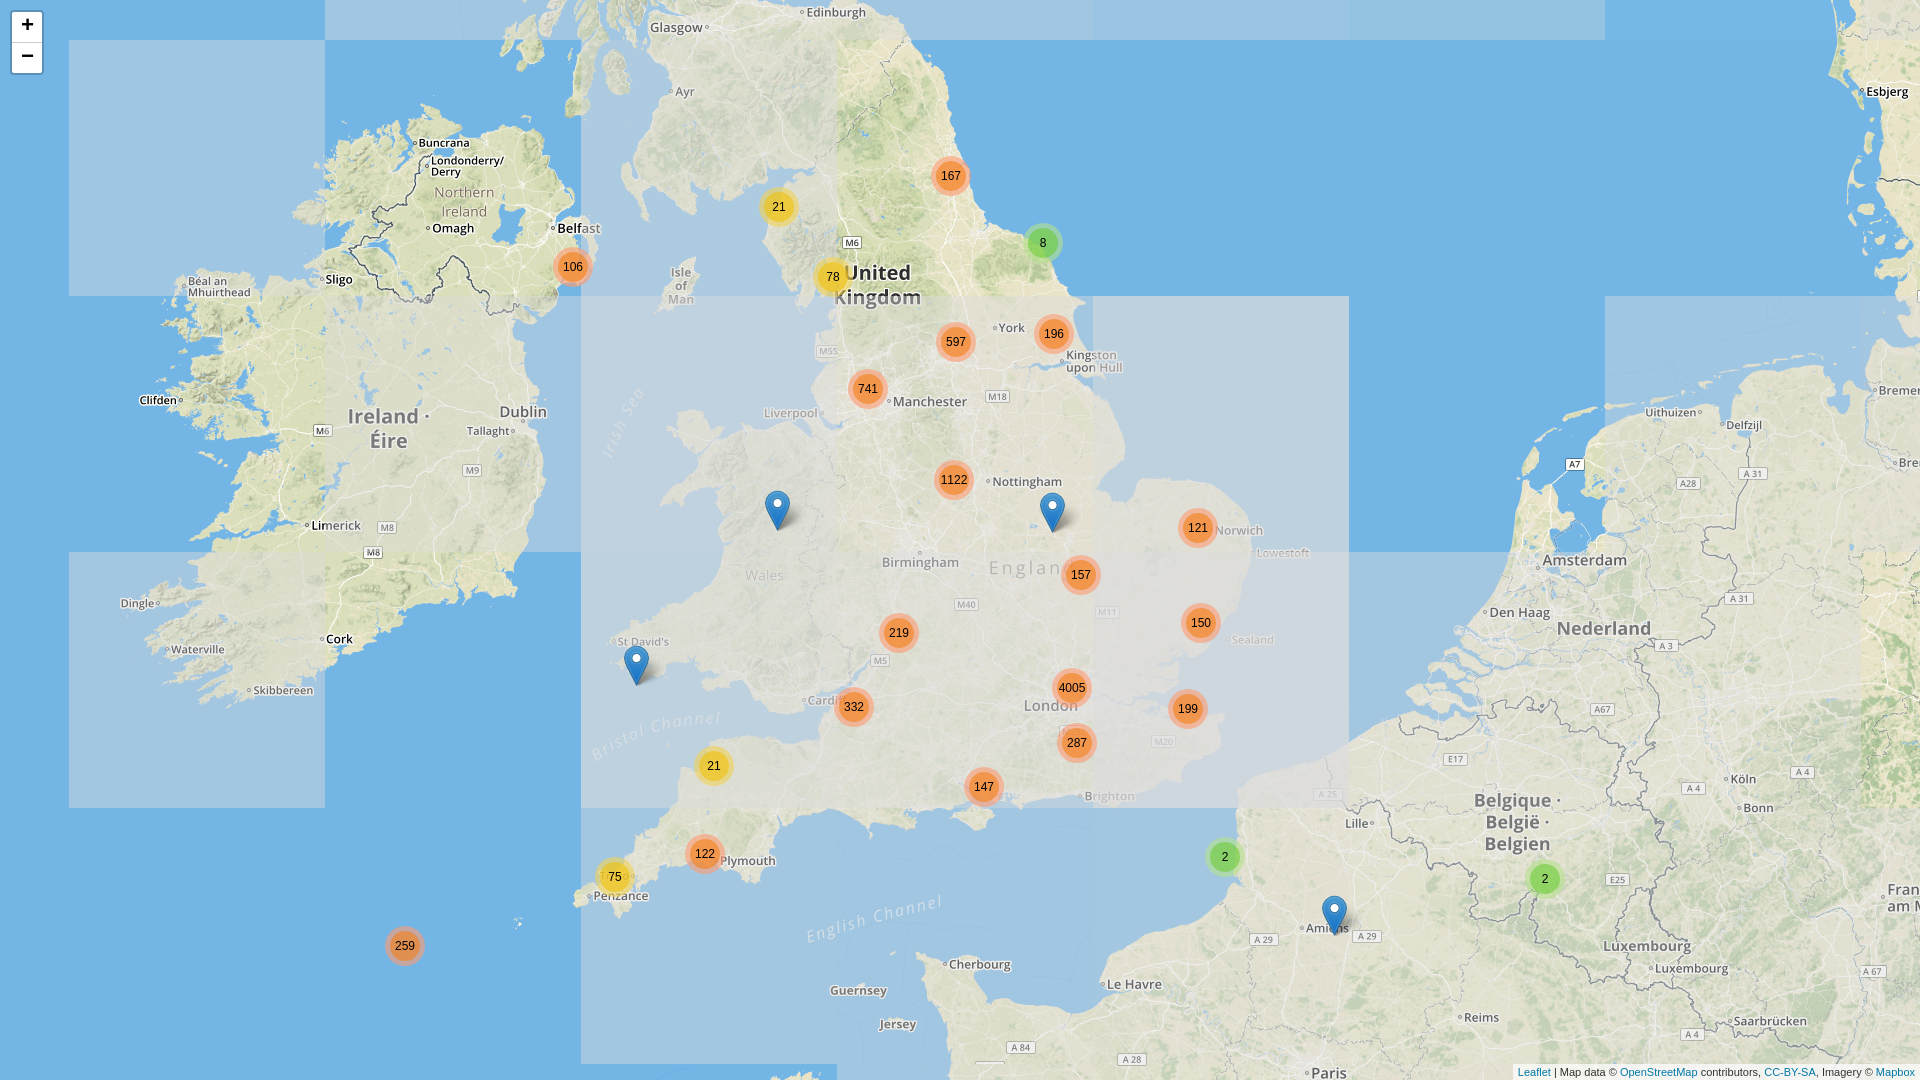 +
−
Glasgow
Edinburgh
Ayr
Esbjerg
Buncrana
Londonderry/
Derry
Northern
Ireland
Omagh
Belfast
106
21
167
8
M6
78
United
Kingdom
Isle
of
Man
Sligo
Béal an
Mhuirthead
597
York
196
Kingston
upon Hull
M55
741
Manchester
M18
Liverpool
Irish Sea
Clifden
Ireland ·
Éire
Dublin
Tallaght
M6
M9
Uithuizen
Delfzijl
Breme
Bre
A7
A 31
A28
1122
Nottingham
121
Norwich
Lowestoft
Limerick
M8
M8
Birmingham
Wales
Englan
157
M40
M11
Amsterdam
Den Haag
A 31
Nederland
A 3
Dingle
Waterville
Cork
Skibbereen
St David's
219
M5
150
Sealand
Cardiff
332
4005
London
199
287
M20
A67
E17
Bristol Channel
21
147
Brighton
A 25
Lille
Belgique ·
België ·
Belgien
Köln
A 4
A 4
Bonn
A 4
122
Plymouth
75
Penzance
2
2
E25
Fran
am M
259
English Channel
Amiens
A 29
A 29
Luxembourg
Luxembourg
A 67
Cherbourg
Guernsey
Le Havre
Jersey
Reims
Saarbrücken
A 84
A 28
A 4
Paris
Leaflet | Map data © OpenStreetMap contributors, CC-BY-SA, Imagery © Mapbox